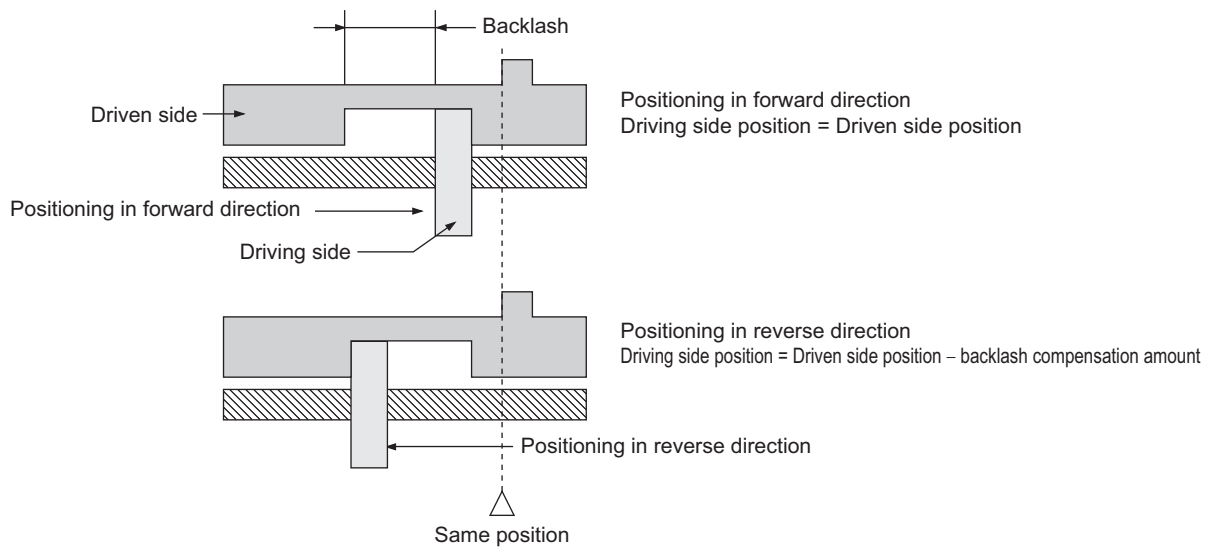 Backlash
Driven side
Positioning in forward direction
Driving side position = Driven side position
Positioning in forward direction
Driving side
Positioning in reverse direction
Driving side position = Driven side position – backlash compensation amount
Positioning in reverse direction
Same position